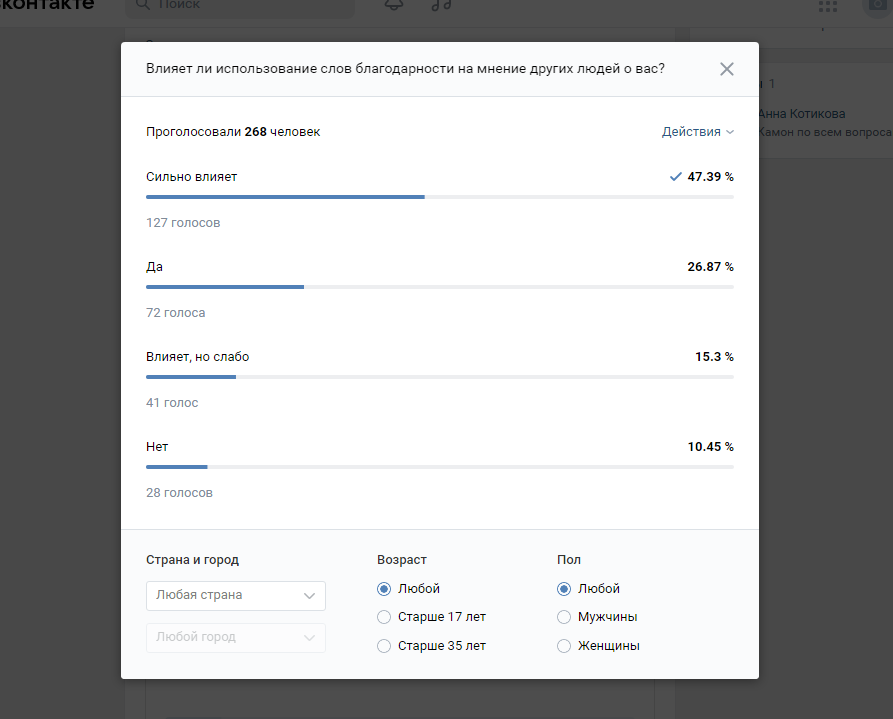 контакте
Поиск
Влияет ли использование слов благодарности на мнение других людей о вас?
1
Анна Котикова
Камон по всем вопроса
Проголосовали 268 человек
Действия
Сильно влияет
47.39 %
127 голосов
Да
26.87 %
72 голоса
Влияет, но слабо
15.3 %
41 голос
Нет
10.45 %
28 голосов
Страна и город
Возраст
Пол
Любая страна
Любой
Любой
Старше 17 лет
Мужчины
Любой город
Старше 35 лет
Женщины